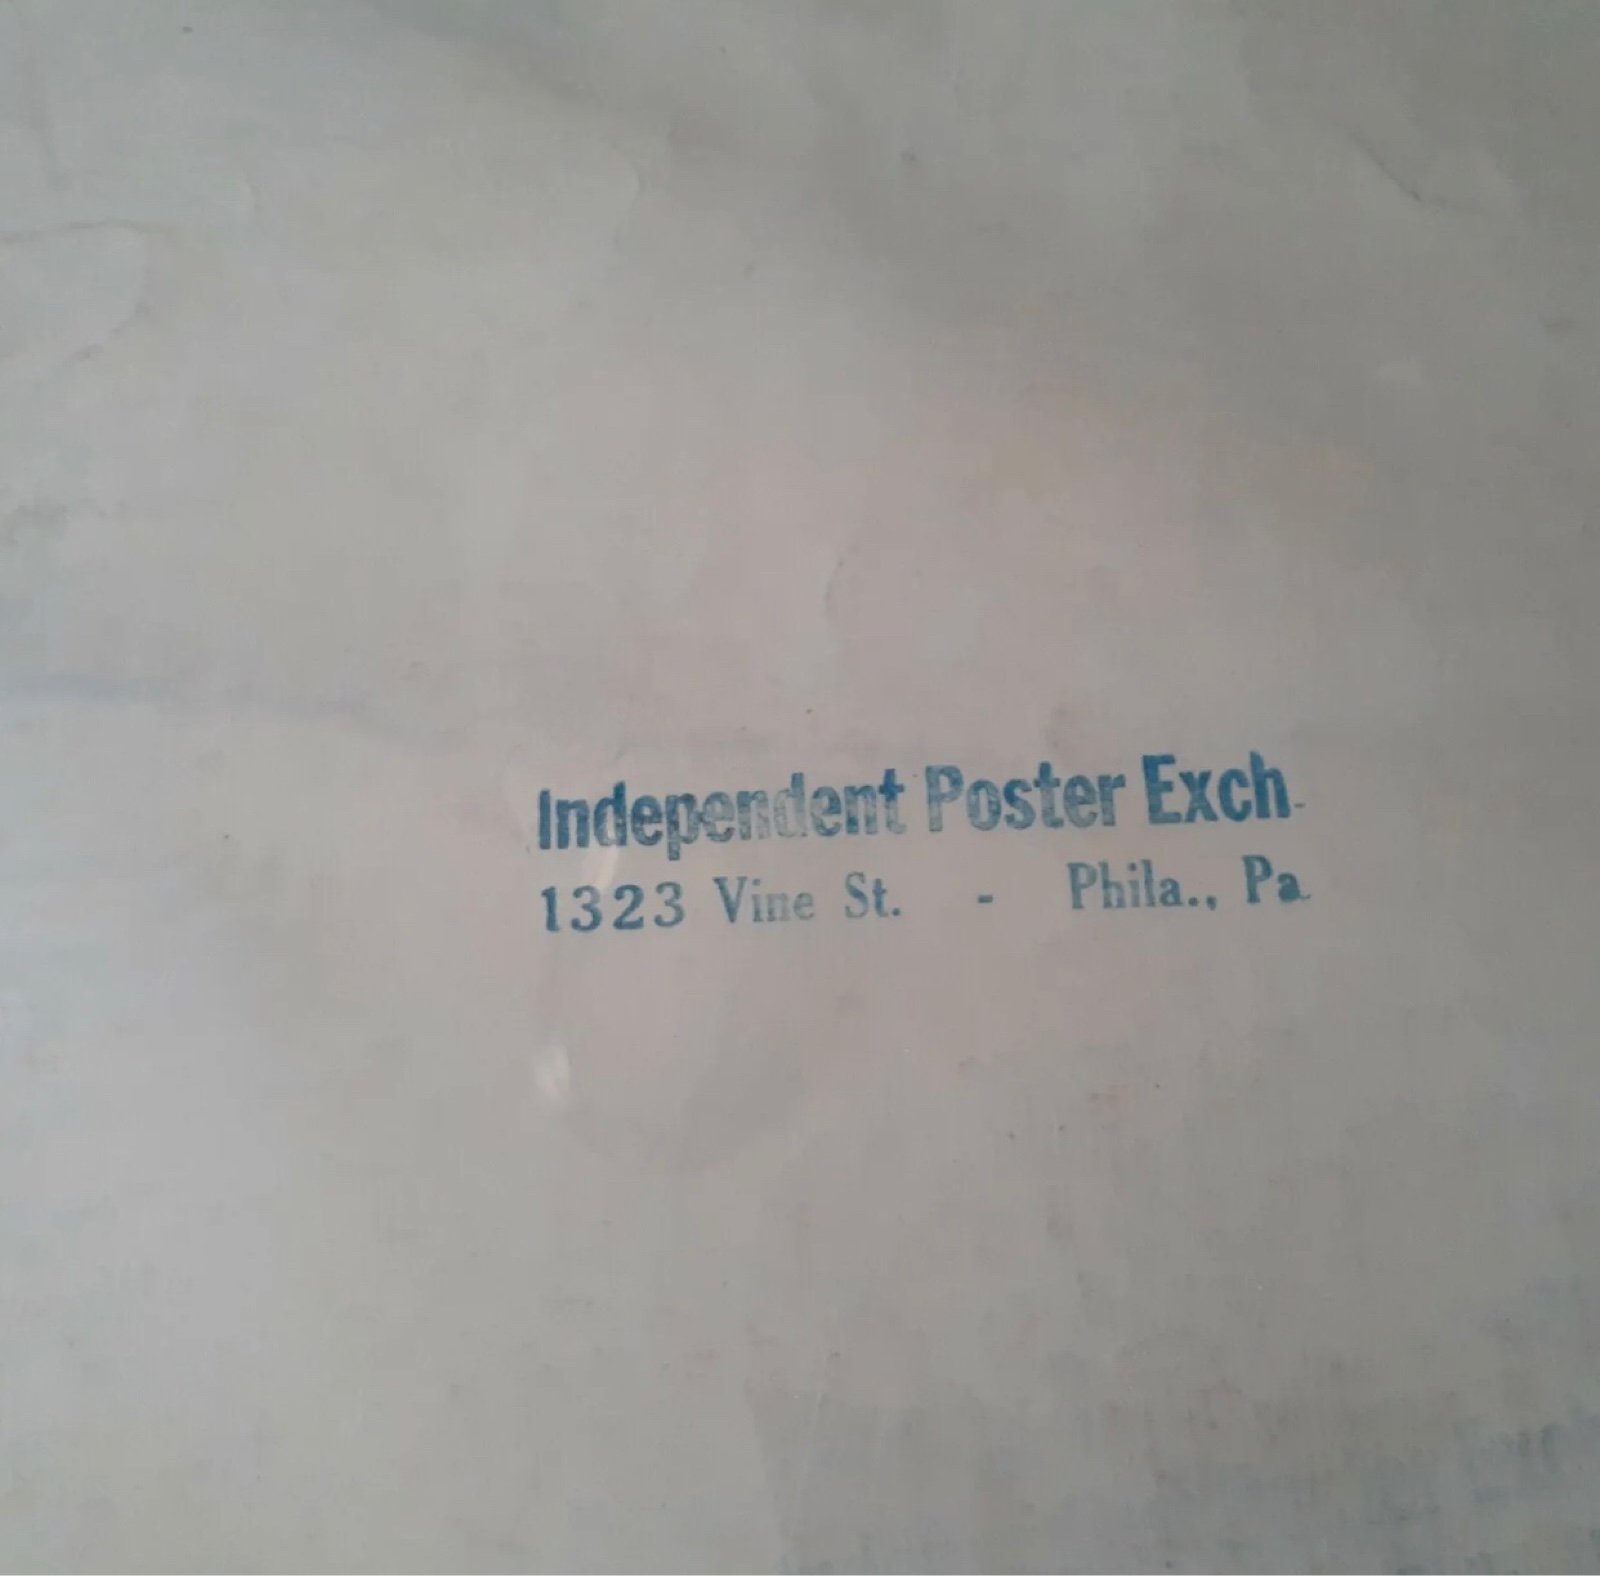 Independent Poster Exch.
1323 Vine St. - Phila., Pa.